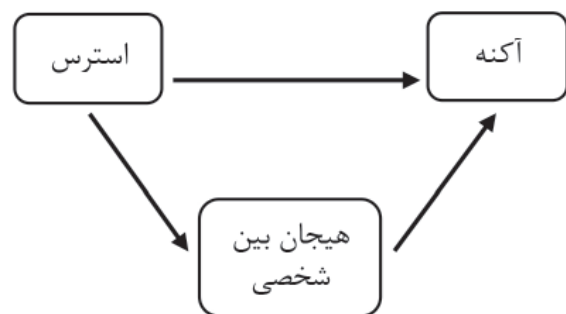 استرس
آکنه
هیجان بین
شخصی